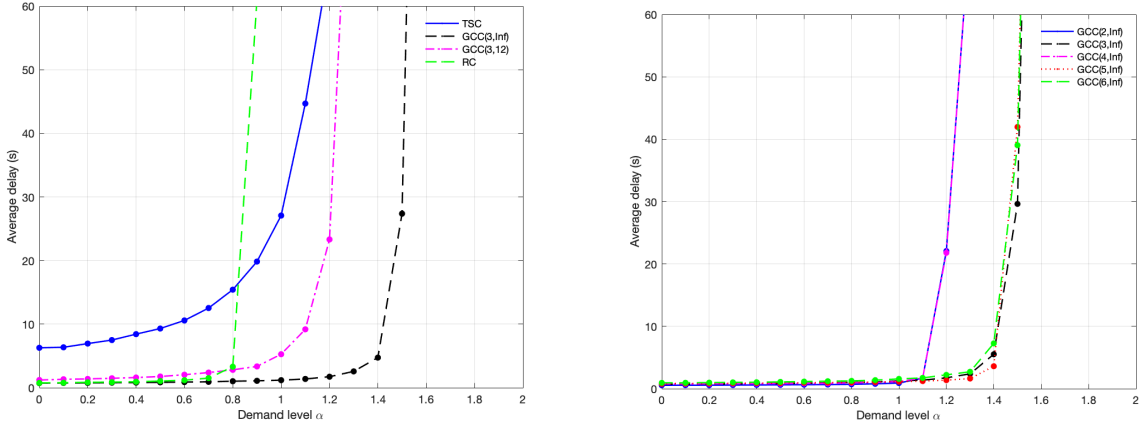 60
50
40
30
20
10
0
Average delay (s)
0 0.2 0.4 0.6 0.8 1 1.2 1.4 1.6 1.8 2
Demand level α
TSC
GCC(3,Inf)
GCC(3,12)
RC
60
50
40
30
20
10
0
Average delay (s)
0 0.2 0.4 0.6 0.8 1 1.2 1.4 1.6 1.8 2
Demand level α
GCC(2,Inf)
GCC(3,Inf)
GCC(4,Inf)
GCC(5,Inf)
GCC(6,Inf)